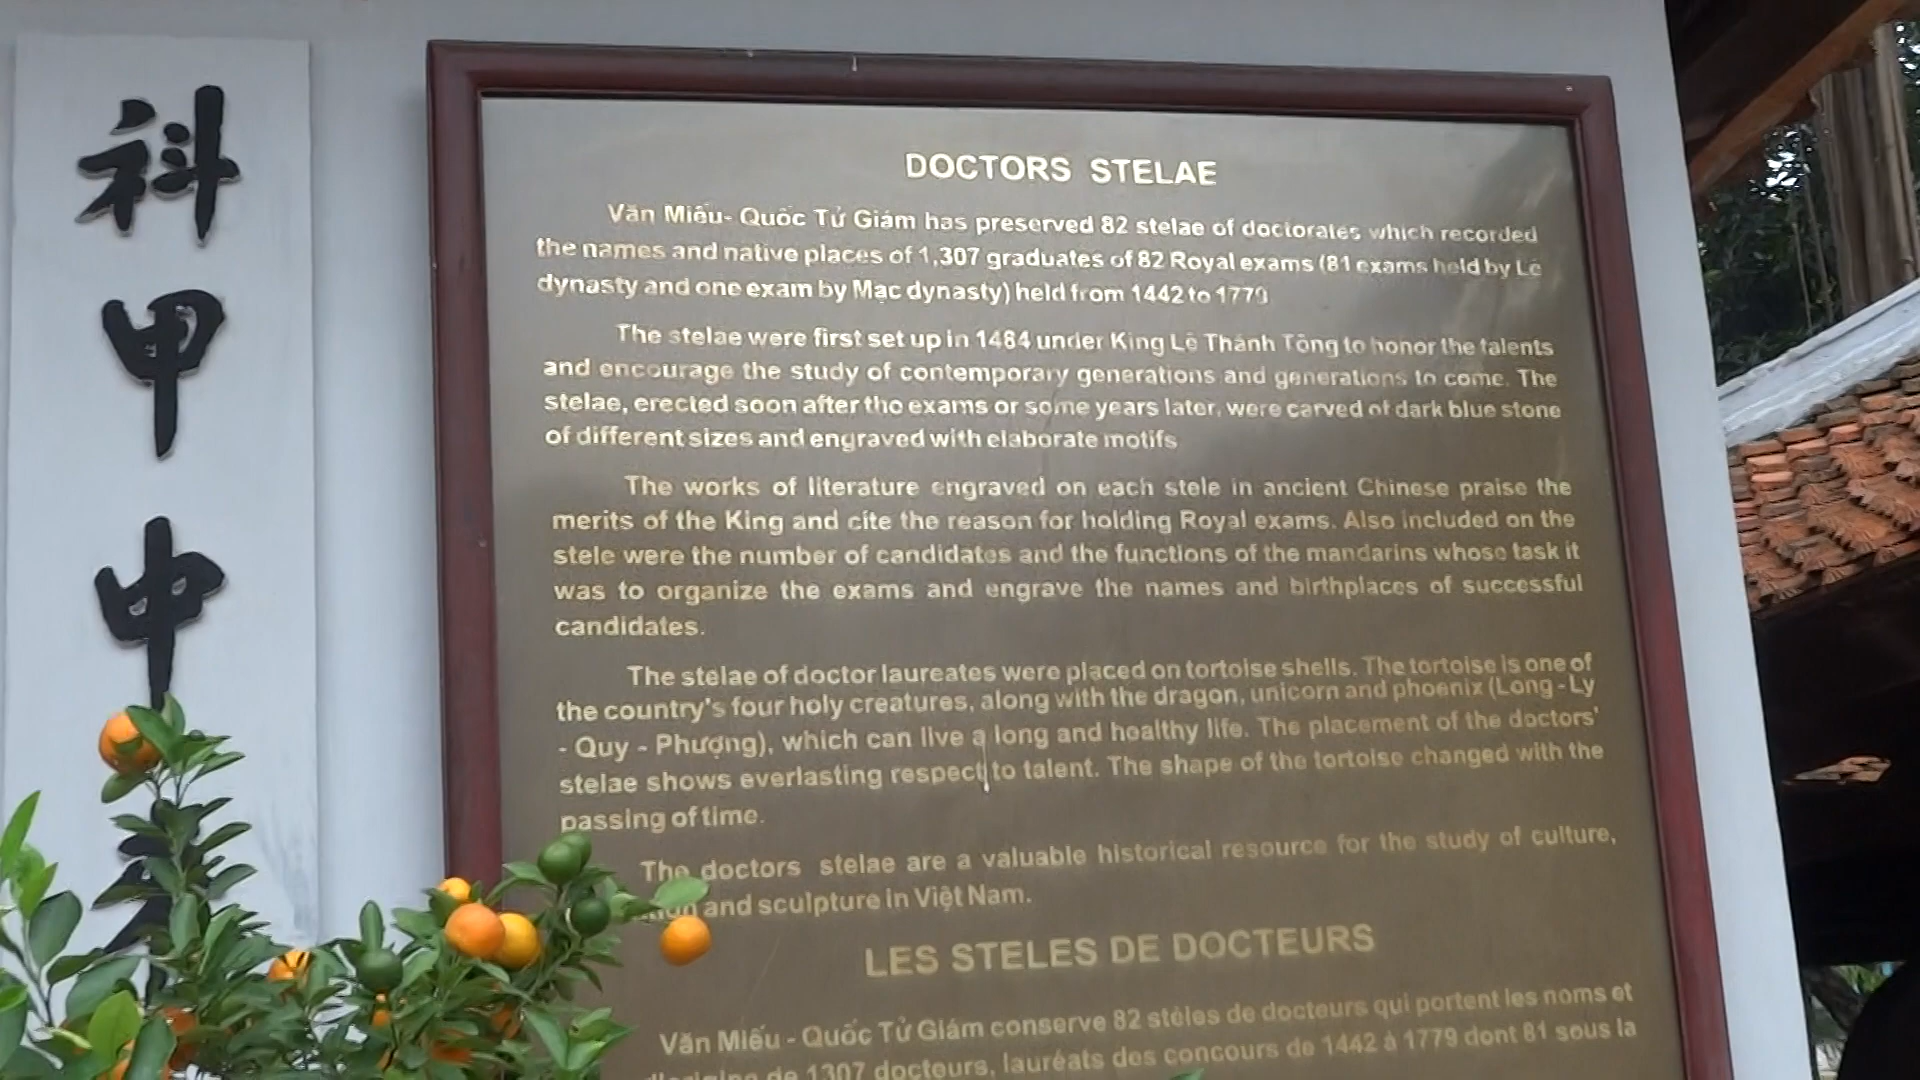 科
甲
中
DOCTORS STELAE
Văn Miếu- Quốc Tử Giám has preserved 82 stelae of doctorates which recorded
the names and native places of 1,307 graduates of 82 Royal exams (81 exams held by Lê
dynasty and one exam by Mạc dynasty) held from 1442 to 1779
The stelae were first set up in 1484 under King Lê Thánh Tông to honor the talents
and encourage the study of contemporary generations and generations to come. The
stelae, erected soon after the exams or some years later, were carved of dark blue stone
of different sizes and engraved with elaborate motifs
The works of literature engraved on each stele in ancient Chinese praise the
merits of the King and cite the reason for holding Royal exams. Also included on the
stele were the number of candidates and the functions of the mandarins whose task it
was to organize the exams and engrave the names and birthplaces of successful
candidates.
The stelae of doctor laureates were placed on tortoise shells. The tortoise is one of
the country's four holy creatures, along with the dragon, unicorn and phoenix (Long - Ly
- Quy - Phượng), which can live a long and healthy life. The placement of the doctors'
stelae shows everlasting respect to talent. The shape of the tortoise changed with the
passing of time.
The doctors stelae are a valuable historical resource for the study of culture,
and sculpture in Việt Nam.
LES STELES DE DOCTEURS
Văn Miếu - Quốc Tử Giám conserve 82 stèles de docteurs qui portent les noms et
de 1307 docteurs, lauréats des concours de 1442 à 1779 dont 81 sous la